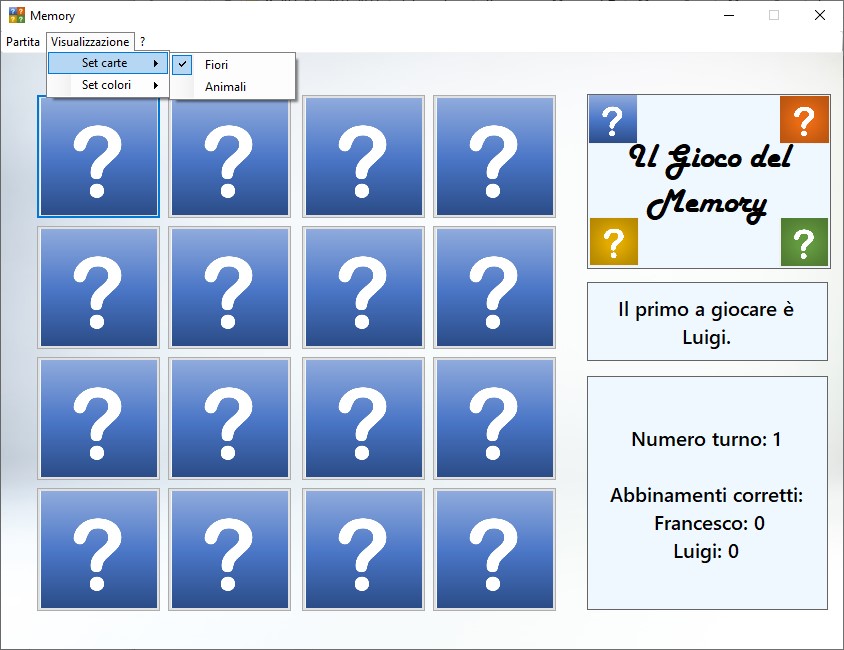 Memory
Partita Visualizzazione ?
Set carte
Set colori
Fiori
Animali
? ? ? ?
? ? ? ?
? ? ? ?
? ? ? ?
? ?
Il Gioco del
Memory
? ?
Il primo a giocare è
Luigi.
Numero turno: 1
Abbinamenti corretti:
Francesco: 0
Luigi: 0